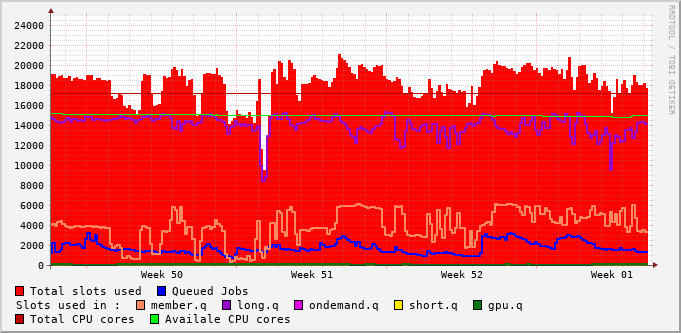 24000
22000
20000
18000
16000
14000
12000
10000
8000
6000
4000
2000
0
Week 50 Week 51 Week 52 Week 01
RRDTOOL / TOBI OETIKER
Total slots used Queued Jobs
Slots used in : member.q long.q ondemand.q short.q gpu.q
Total CPU cores Availale CPU cores